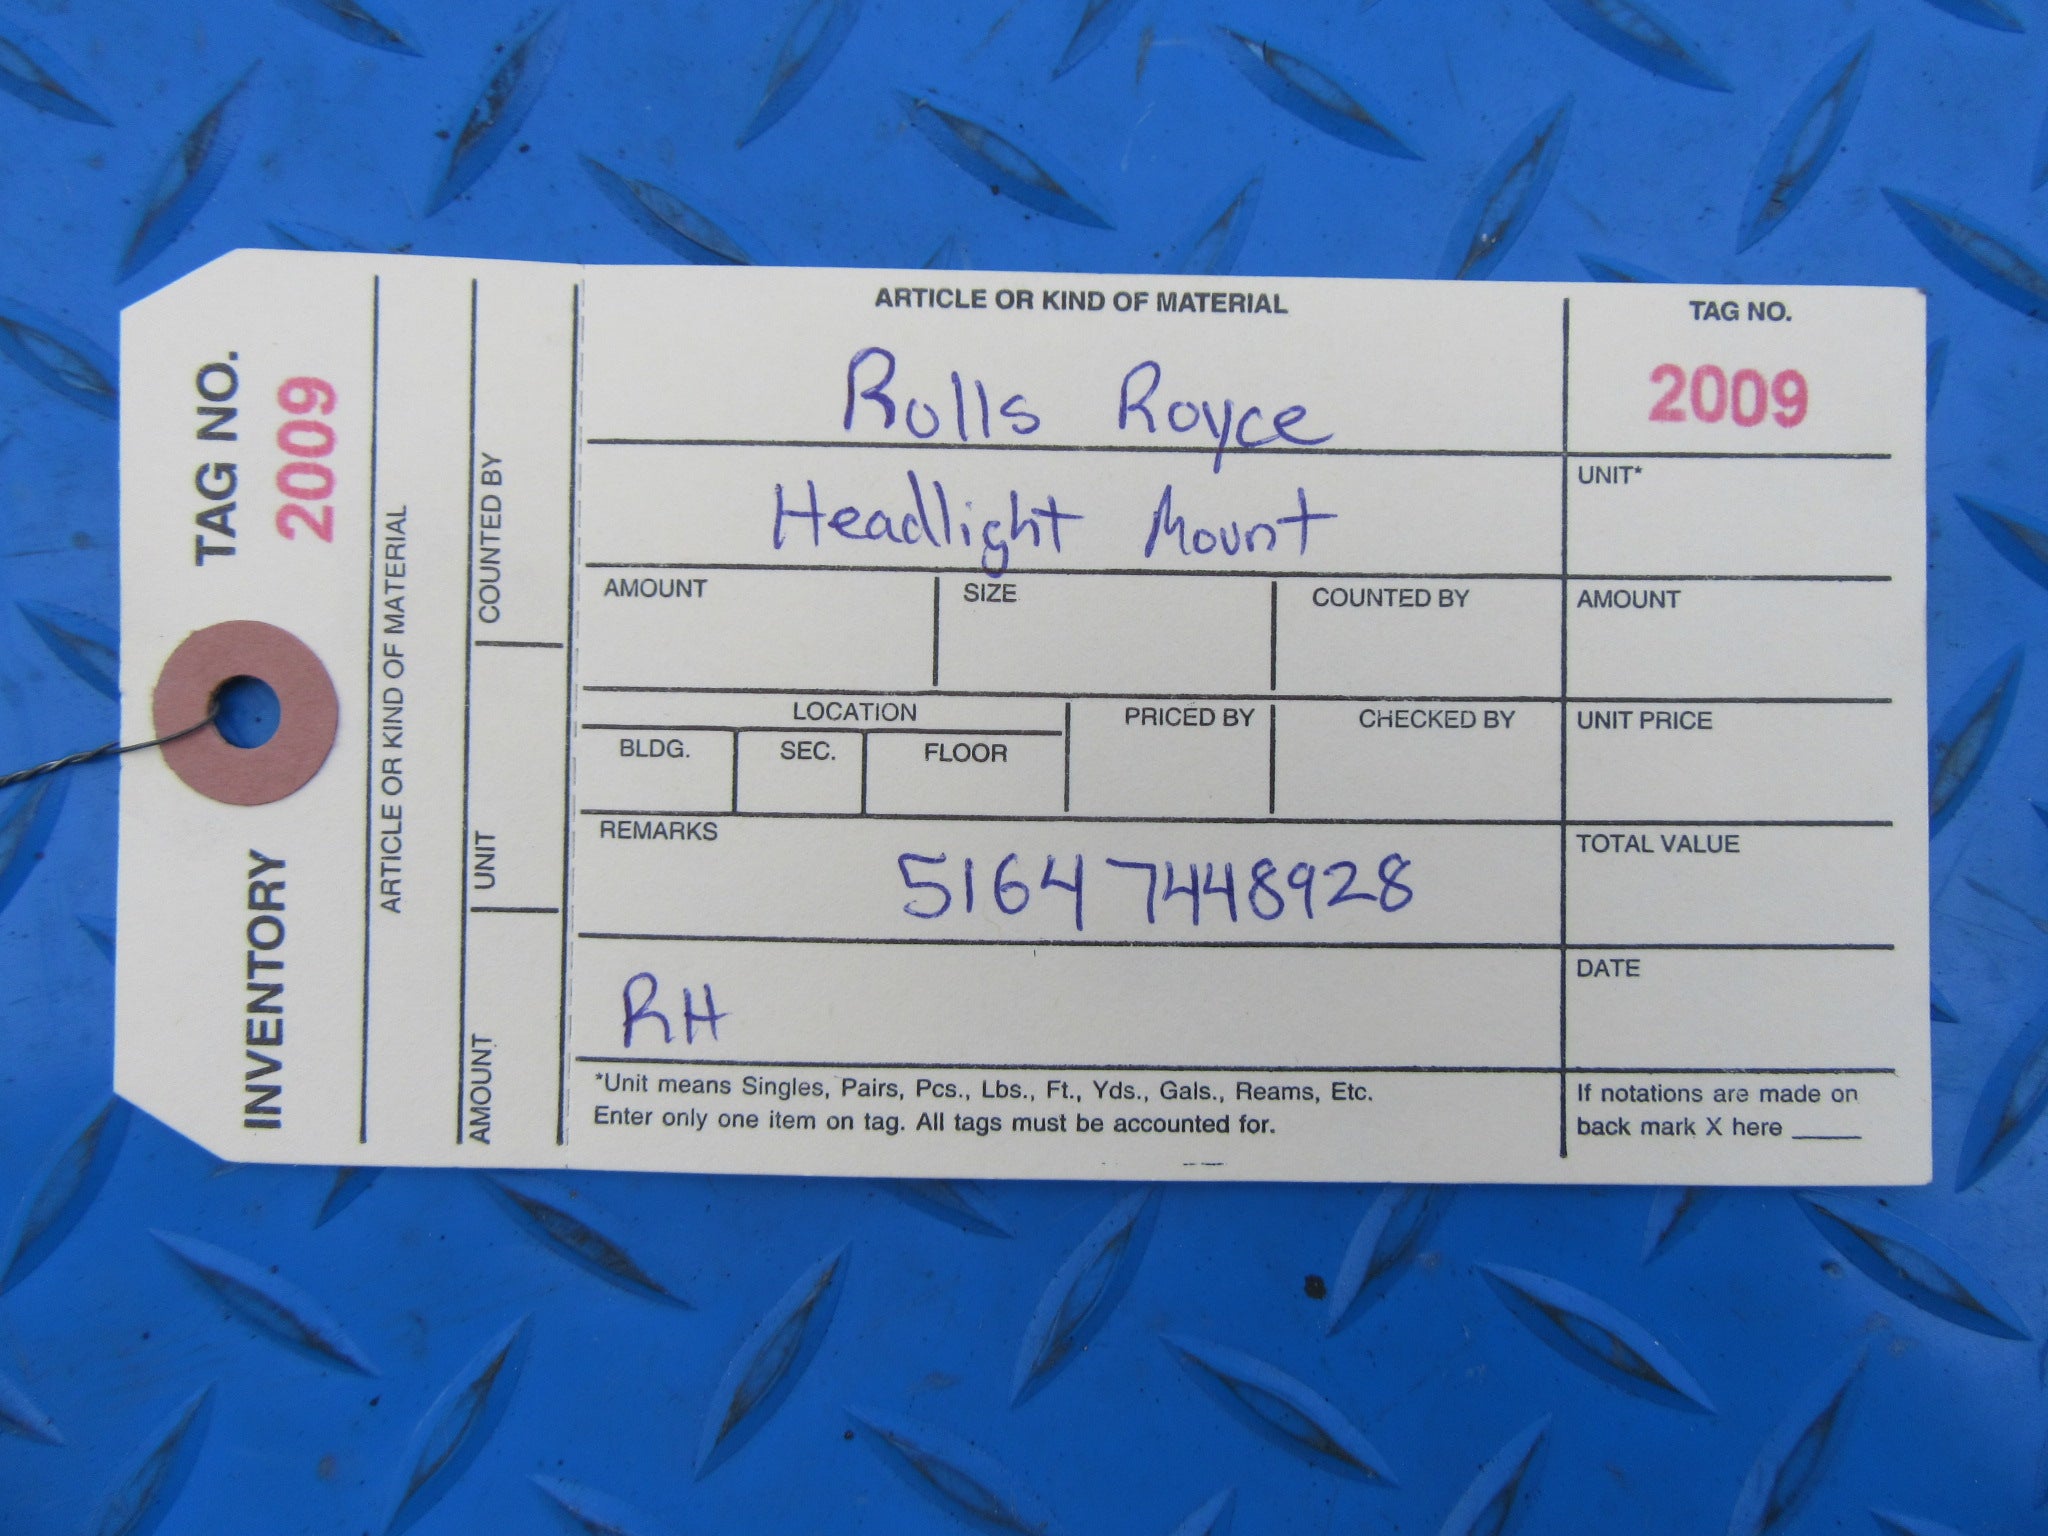 INVENTORY TAG NO.
2009
ARTICLE OR KIND OF MATERIAL
AMOUNT UNIT COUNTED BY
ARTICLE OR KIND OF MATERIAL
Rolls Royce
Headlight Mount
TAG NO.
2009
UNIT*
AMOUNT SIZE COUNTED BY AMOUNT
LOCATION PRICED BY CHECKED BY UNIT PRICE
BLDG. SEC. FLOOR
REMARKS TOTAL VALUE
5164 7448928
DATE
RH
*Unit means Singles, Pairs, Pcs., Lbs., Ft., Yds., Gals., Reams, Etc.
Enter only one item on tag. All tags must be accounted for.
If notations are made on
back mark X here ____